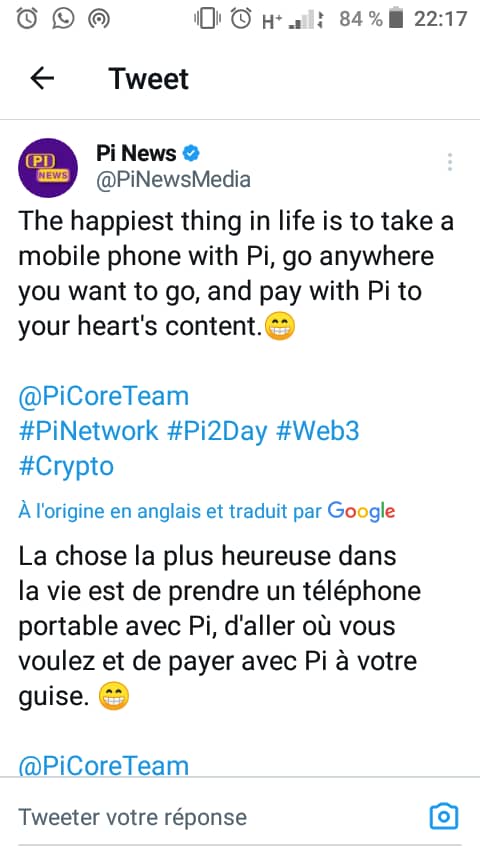 H+ 84 % 22:17
Tweet
PI
NEWS
Pi News
@PiNewsMedia
The happiest thing in life is to take a
mobile phone with Pi, go anywhere
you want to go, and pay with Pi to
your heart's content.😁
@PiCoreTeam
#PiNetwork #Pi2Day #Web3
#Crypto
À l'origine en anglais et traduit par Google
La chose la plus heureuse dans
la vie est de prendre un téléphone
portable avec Pi, d'aller où vous
voulez et de payer avec Pi à votre
guise. 😁
@PiCoreTeam
Tweeter votre réponse